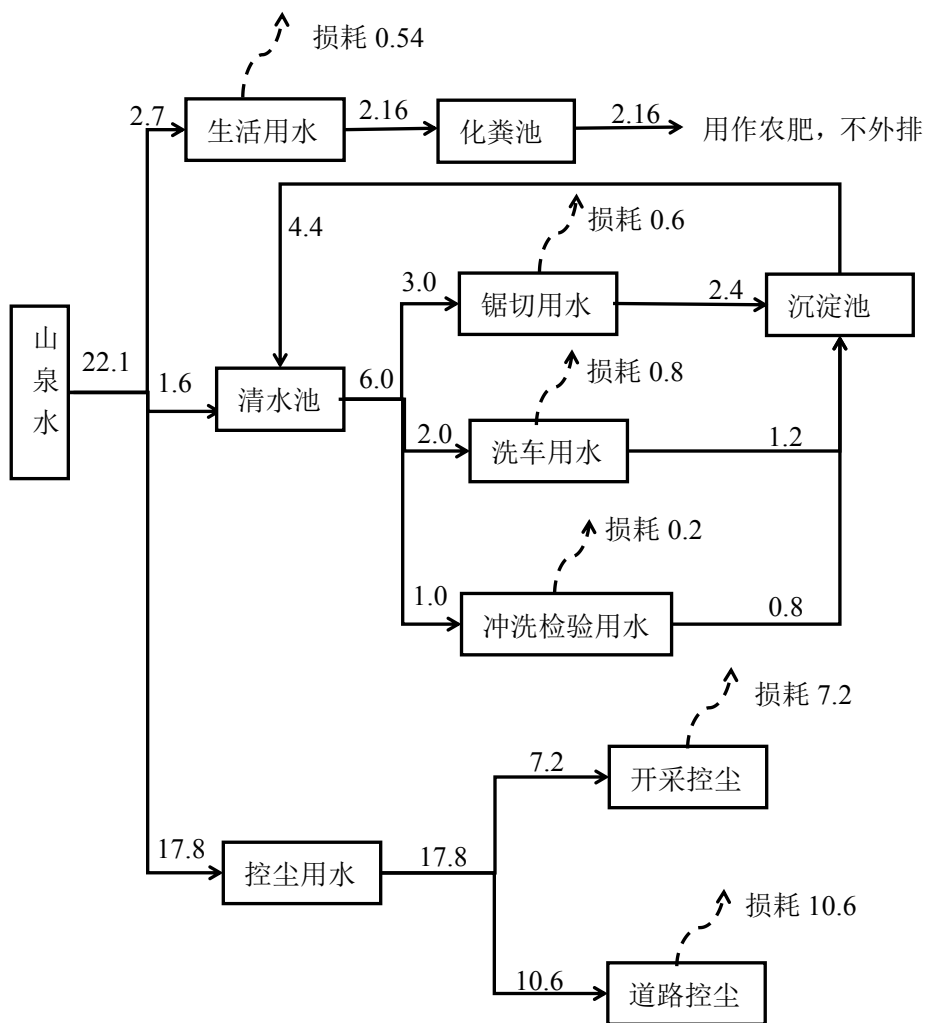 损耗 0.54
2.7
生活用水
2.16
化粪池
2.16
用作农肥，不外排
4.4
损耗 0.6
3.0
锯切用水
2.4
沉淀池
山泉水
22.1
1.6
清水池
6.0
损耗 0.8
2.0
洗车用水
1.2
损耗 0.2
1.0
冲洗检验用水
0.8
损耗 7.2
7.2
开采控尘
17.8
控尘用水
17.8
损耗 10.6
10.6
道路控尘